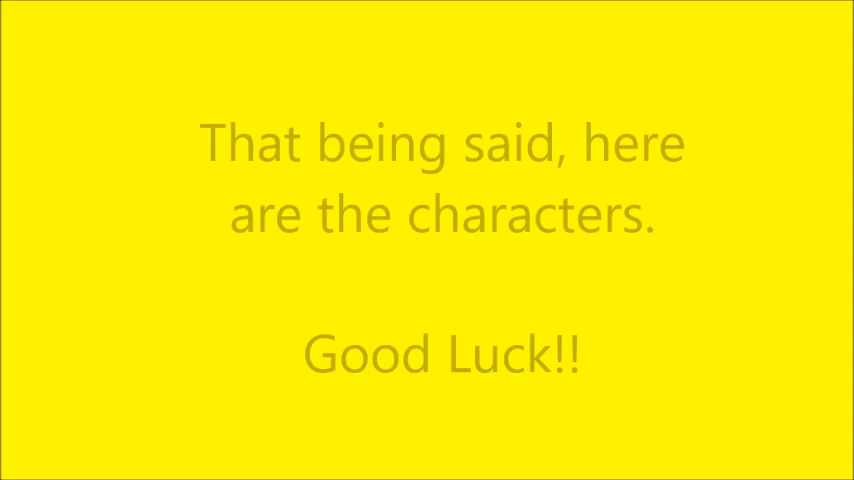 That being said, here
are the characters.
Good Luck!!